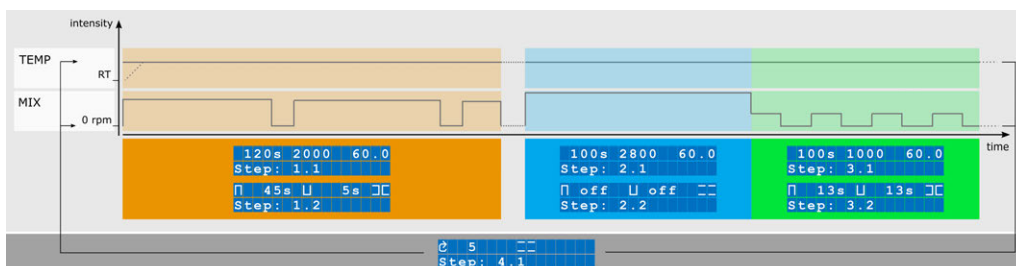 intensity
TEMP
RT
MIX
0 rpm
time
120s 2000 60.0
Step: 1.1
⊓ 45s ⊔ 5s ⊐⊏
Step: 1.2
100s 2800 60.0
Step: 2.1
⊓ off ⊔ off ⊏⊐
Step: 2.2
100s 1000 60.0
Step: 3.1
⊓ 13s ⊔ 13s ⊐⊏
Step: 3.2
↻ 5 ⊏⊐
Step: 4.1